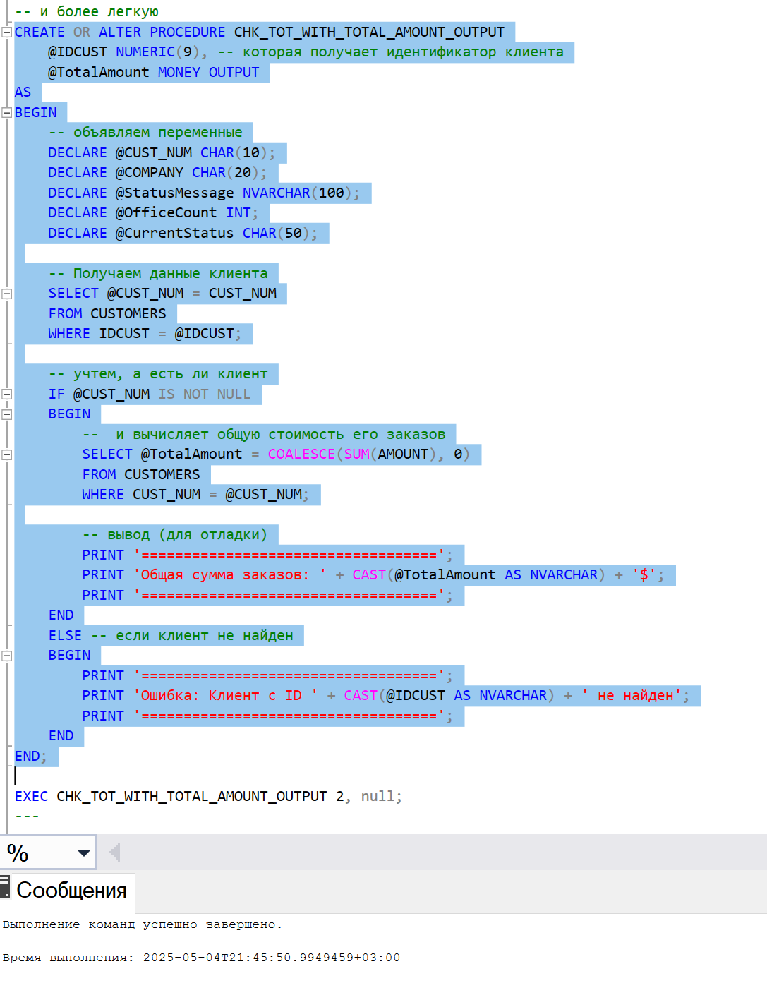 -- и более легкую
CREATE OR ALTER PROCEDURE CHK_TOT_WITH_TOTAL_AMOUNT_OUTPUT
    @IDCUST NUMERIC(9), -- которая получает идентификатор клиента
    @TotalAmount MONEY OUTPUT
AS
BEGIN
    -- объявляем переменные
    DECLARE @CUST_NUM CHAR(10);
    DECLARE @COMPANY CHAR(20);
    DECLARE @StatusMessage NVARCHAR(100);
    DECLARE @OfficeCount INT;
    DECLARE @CurrentStatus CHAR(50);
    -- Получаем данные клиента
    SELECT @CUST_NUM = CUST_NUM
    FROM CUSTOMERS
    WHERE IDCUST = @IDCUST;
    -- учтем, а есть ли клиент
    IF @CUST_NUM IS NOT NULL
    BEGIN
        --  и вычисляет общую стоимость его заказов
        SELECT @TotalAmount = COALESCE(SUM(AMOUNT), 0)
        FROM CUSTOMERS
        WHERE CUST_NUM = @CUST_NUM;
        -- вывод (для отладки)
        PRINT '===================================';
        PRINT 'Общая сумма заказов: ' + CAST(@TotalAmount AS NVARCHAR) + '$';
        PRINT '===================================';
    END
    ELSE -- если клиент не найден
    BEGIN
        PRINT '===================================';
        PRINT 'Ошибка: Клиент с ID ' + CAST(@IDCUST AS NVARCHAR) + ' не найден';
        PRINT '===================================';
    END
END;
EXEC CHK_TOT_WITH_TOTAL_AMOUNT_OUTPUT 2, null;
---
%
Сообщения
Выполнение команд успешно завершено.
Время выполнения: 2025-05-04T21:45:50.9949459+03:00